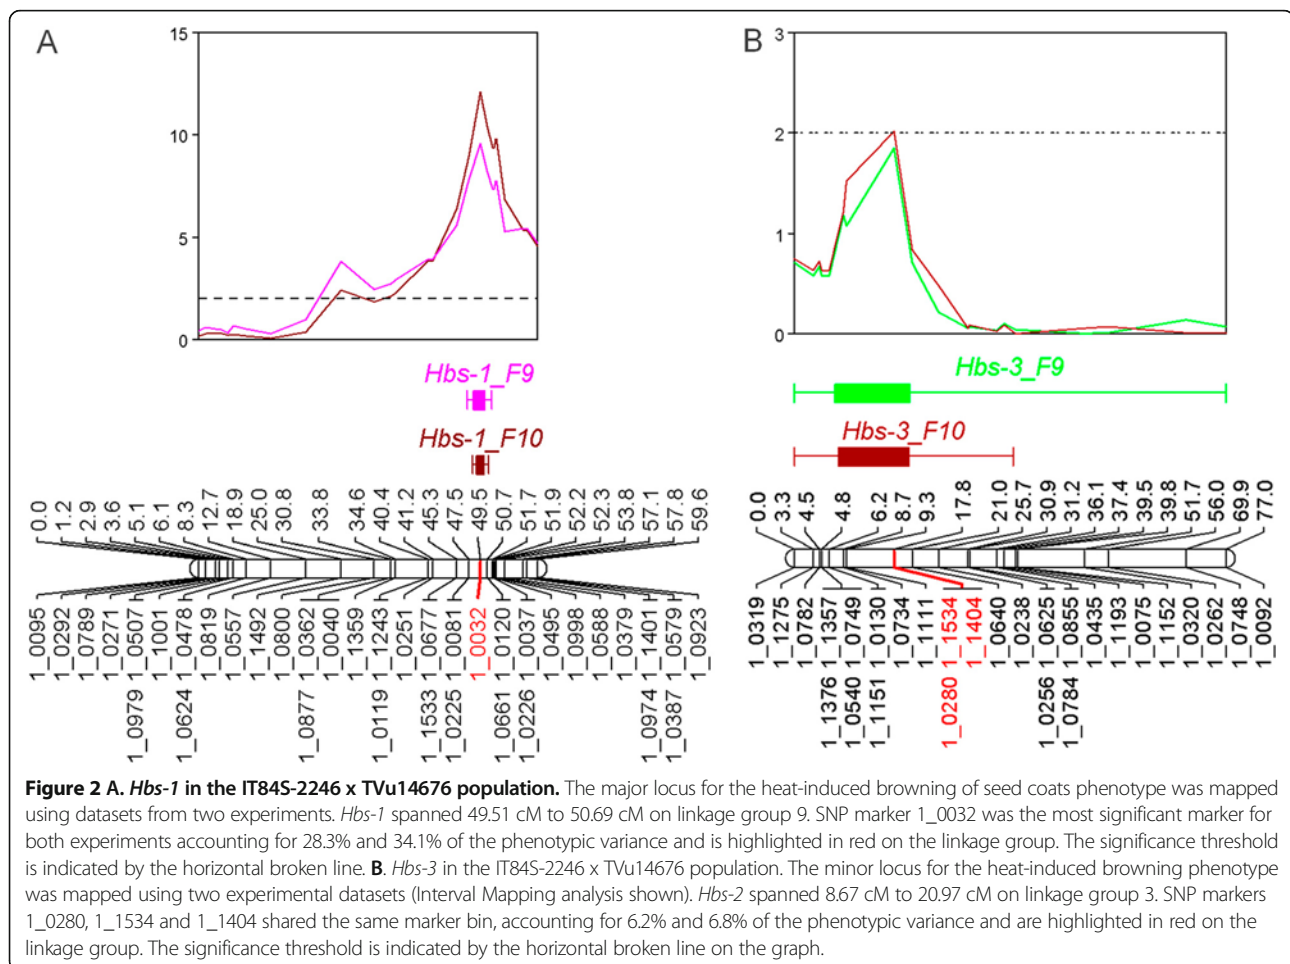 A
15
10
5
0
B
3
2
1
0
Hbs-1_F9
Hbs-1_F10
Hbs-3_F9
Hbs-3_F10
0.0 1.2 2.9 3.6 5.1 6.1 8.3 12.7 18.9 25.0 30.8 33.8 34.6 40.4 41.2 45.3 47.5 49.5 50.7 51.7 51.9 52.2 52.3 53.8 57.1 57.8 59.6
1_0095 1_0292 1_0789 1_0271 1_0507 1_1001 1_0478 1_0819 1_0557 1_1492 1_0800 1_0362 1_0040 1_1359 1_1243 1_0251 1_0677 1_0081 1_0032 1_0120 1_0037 1_0495 1_0998 1_0588 1_0379 1_1401 1_0579 1_0923
1_0979 1_0624 1_0877 1_0119 1_1533 1_0225 1_0661 1_0226 1_0974 1_0387
0.0 3.3 4.5 4.8 6.2 8.7 9.3 17.8 21.0 25.7 30.9 31.2 36.1 37.4 39.5 39.8 51.7 56.0 69.9 77.0
1_0319 1_1275 1_0782 1_1357 1_0749 1_0130 1_0734 1_1111 1_1534 1_1404 1_0640 1_0238 1_0625 1_0855 1_0435 1_1193 1_0075 1_1152 1_0320 1_0262 1_0748 1_0092
1_1376 1_0540 1_1151 1_0280 1_0256 1_0784
Figure 2 A. Hbs-1 in the IT84S-2246 x TVu14676 population. The major locus for the heat-induced browning of seed coats phenotype was mapped
using datasets from two experiments. Hbs-1 spanned 49.51 cM to 50.69 cM on linkage group 9. SNP marker 1_0032 was the most significant marker for
both experiments accounting for 28.3% and 34.1% of the phenotypic variance and is highlighted in red on the linkage group. The significance threshold
is indicated by the horizontal broken line. B. Hbs-3 in the IT84S-2246 x TVu14676 population. The minor locus for the heat-induced browning phenotype
was mapped using two experimental datasets (Interval Mapping analysis shown). Hbs-2 spanned 8.67 cM to 20.97 cM on linkage group 3. SNP markers
1_0280, 1_1534 and 1_1404 shared the same marker bin, accounting for 6.2% and 6.8% of the phenotypic variance and are highlighted in red on the
linkage group. The significance threshold is indicated by the horizontal broken line on the graph.